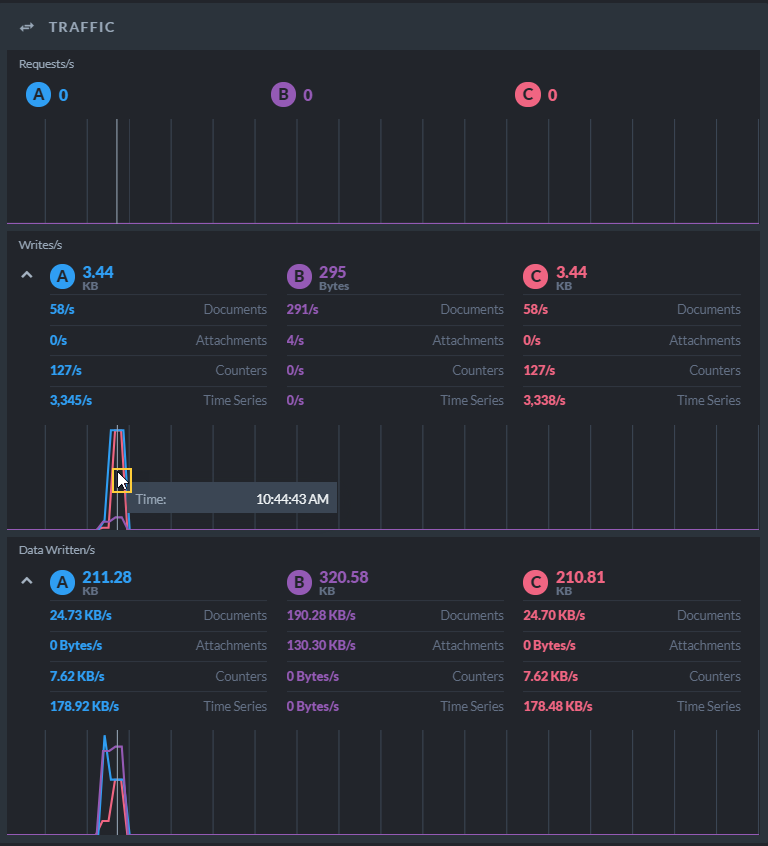 TRAFFIC
Requests/s
A 0 B 0 C 0
Writes/s
A 3.44 KB B 295 Bytes C 3.44 KB
58/s Documents 291/s Documents 58/s Documents
0/s Attachments 4/s Attachments 0/s Attachments
127/s Counters 0/s Counters 127/s Counters
3,345/s Time Series 0/s Time Series 3,338/s Time Series
Time: 10:44:43 AM
Data Written/s
A 211.28 KB B 320.58 KB C 210.81 KB
24.73 KB/s Documents 190.28 KB/s Documents 24.70 KB/s Documents
0 Bytes/s Attachments 130.30 KB/s Attachments 0 Bytes/s Attachments
7.62 KB/s Counters 0 Bytes/s Counters 7.62 KB/s Counters
178.92 KB/s Time Series 0 Bytes/s Time Series 178.48 KB/s Time Series